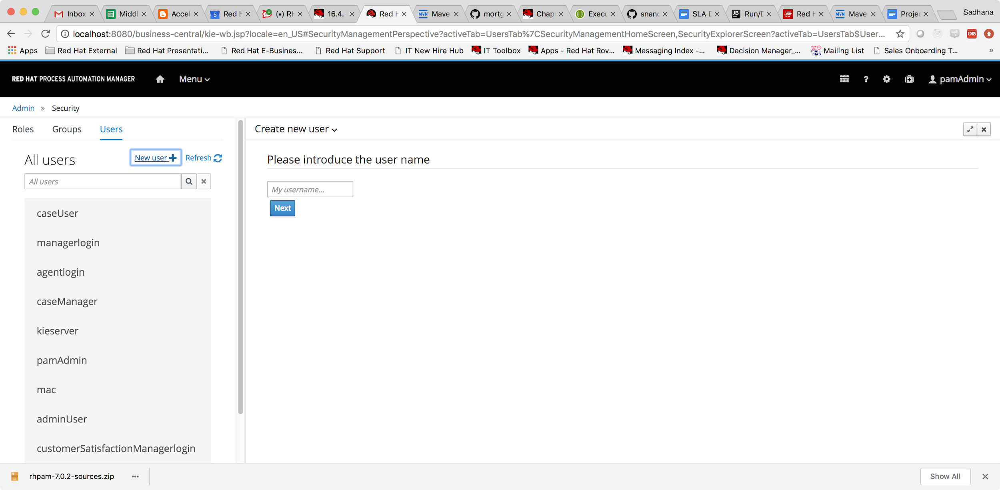 Inbox Middl Accel Red H (•) RH 16.4. Red H Mave mortg Chapt Execu snanc SLA D Run/D Red H Mave Projec Sadhana
localhost:8080/business-central/kie-wb.jsp?locale=en_US#SecurityManagementPerspective?activeTab=UsersTab%7CSecurityManagementHomeScreen,SecurityExplorerScreen?activeTab=UsersTab$User... CORS
Apps Red Hat External Red Hat Presentati... Red Hat E-Busines... Red Hat Support IT New Hire Hub IT Toolbox Apps - Red Hat Rov... Messaging Index -... Decision Manager_... Mailing List Sales Onboarding T... »
RED HAT PROCESS AUTOMATION MANAGER Menu ? pamAdmin
Admin » Security
Roles Groups Users
Create new user
All users New user + Refresh
Please introduce the user name
All users
My username...
Next
caseUser
managerlogin
agentlogin
caseManager
kieserver
pamAdmin
mac
adminUser
customerSatisfactionManagerlogin
rhpam-7.0.2-sources.zip ... Show All